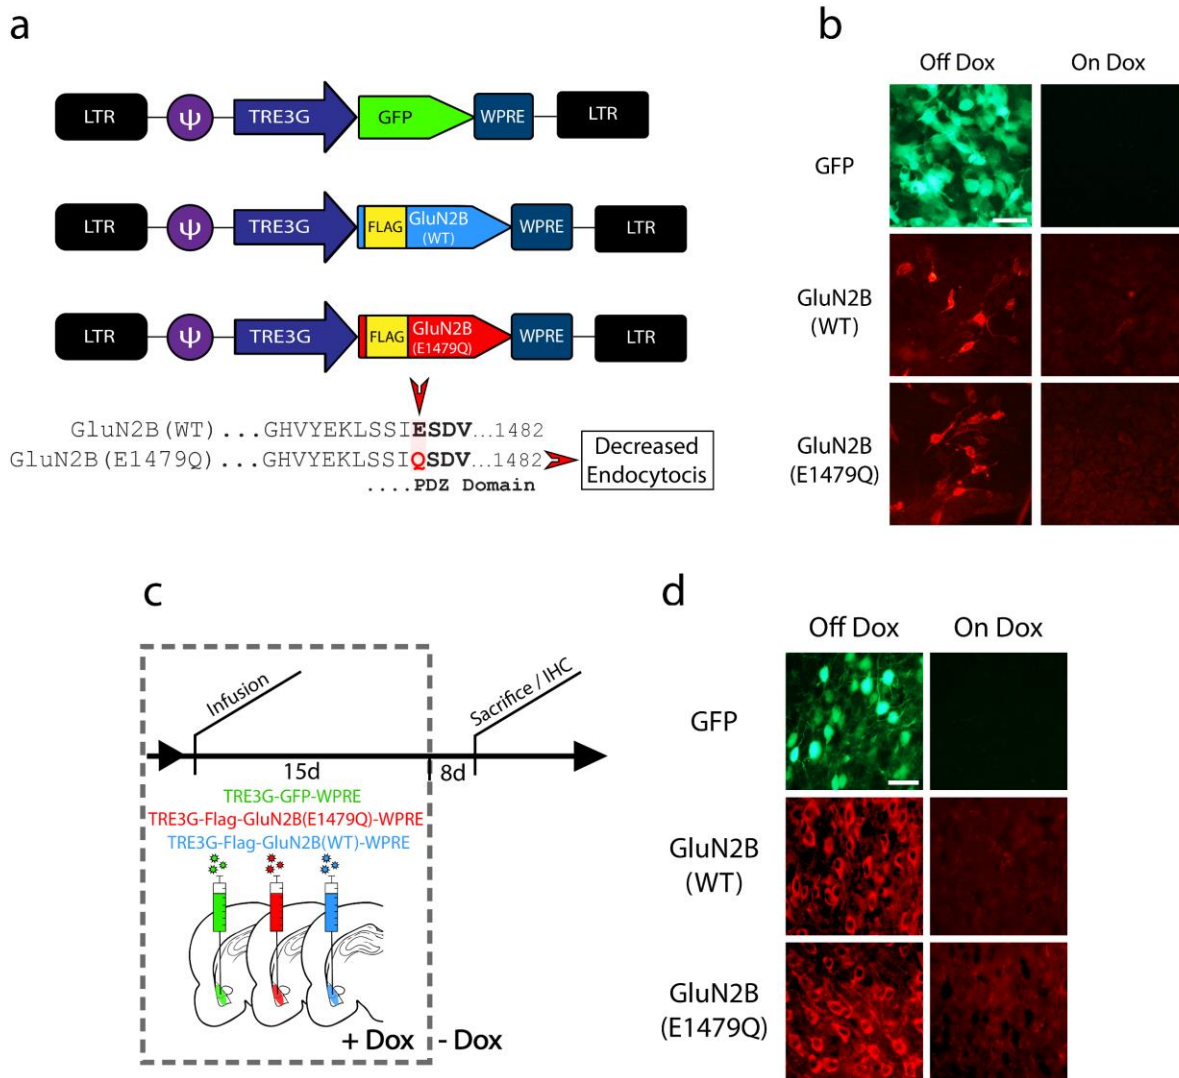 a
LTR ψ TRE3G GFP WPRE LTR
LTR ψ TRE3G FLAG GluN2B (WT) WPRE LTR
LTR ψ TRE3G FLAG GluN2B (E1479Q) WPRE LTR
GluN2B(WT)...GHVYEKLSSIESDV...1482
GluN2B(E1479Q)...GHVYEKLSSIQSDV...1482
....PDZ Domain
Decreased
Endocytocis
b
Off Dox On Dox
GFP
GluN2B
(WT)
GluN2B
(E1479Q)
c
Infusion
Sacrifice / IHC
15d 8d
TRE3G-GFP-WPRE
TRE3G-Flag-GluN2B(E1479Q)-WPRE
TRE3G-Flag-GluN2B(WT)-WPRE
+ Dox - Dox
d
Off Dox On Dox
GFP
GluN2B
(WT)
GluN2B
(E1479Q)